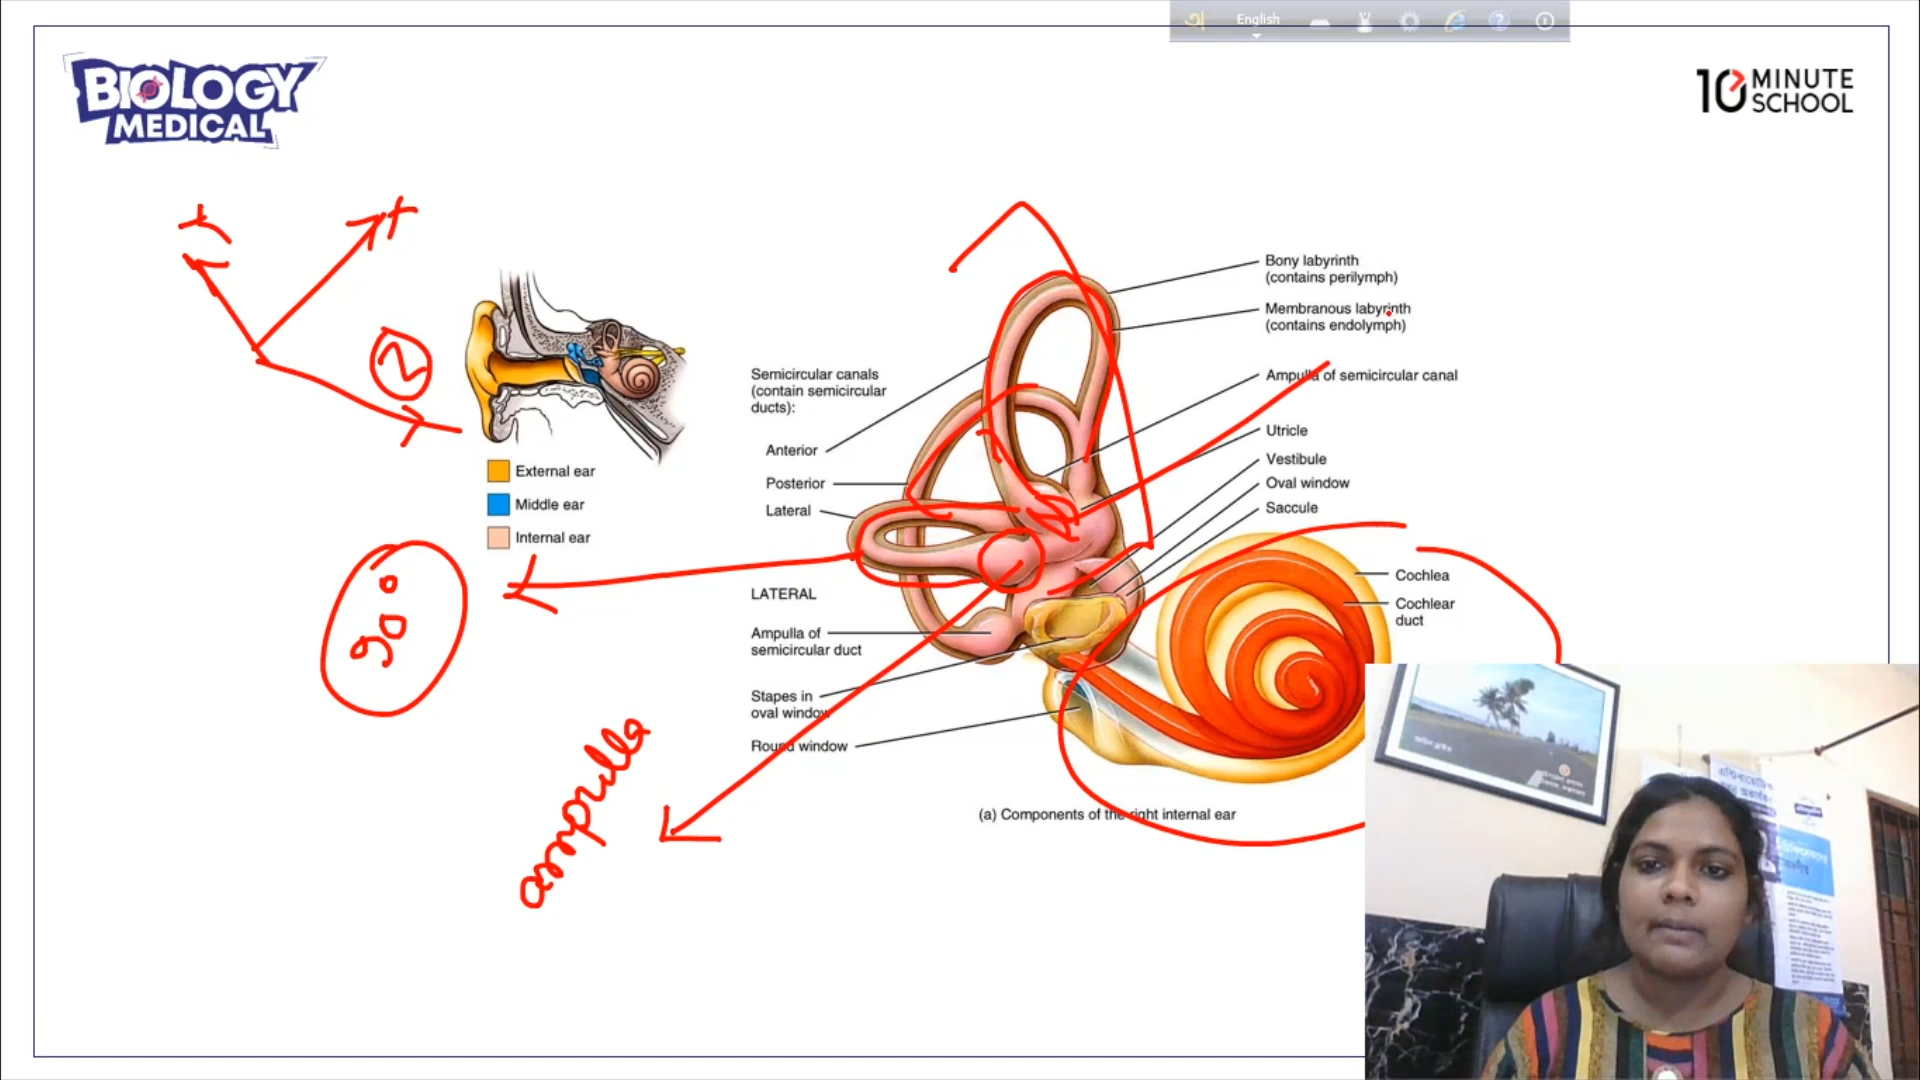 English
BIOLOGY
MEDICAL
10 MINUTE
SCHOOL
X
Y
2
Bony labyrinth
(contains perilymph)
Membranous labyrinth
(contains endolymph)
Semicircular canals
(contain semicircular
ducts):
Ampulla of semicircular canal
Anterior
Utricle
Posterior
Vestibule
Lateral
Oval window
Saccule
External ear
Middle ear
Internal ear
90°
LATERAL
Cochlea
Cochlear
duct
Ampulla of
semicircular duct
Stapes in
oval window
Round window
ampulla
(a) Components of the right internal ear